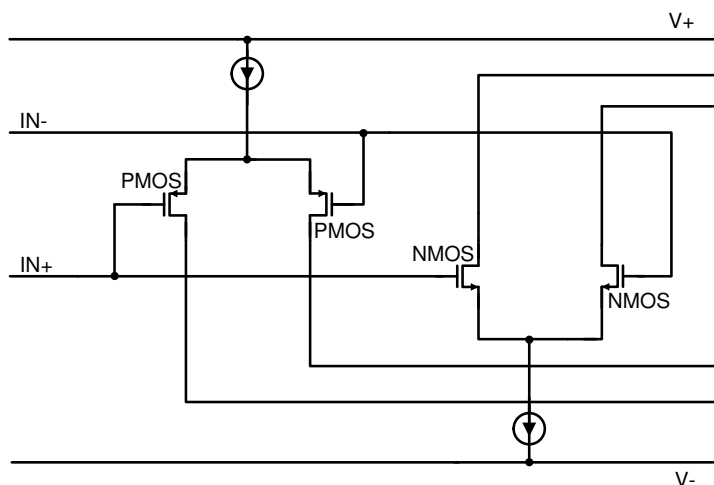 V+
IN-
PMOS
PMOS
NMOS
IN+
NMOS
V-